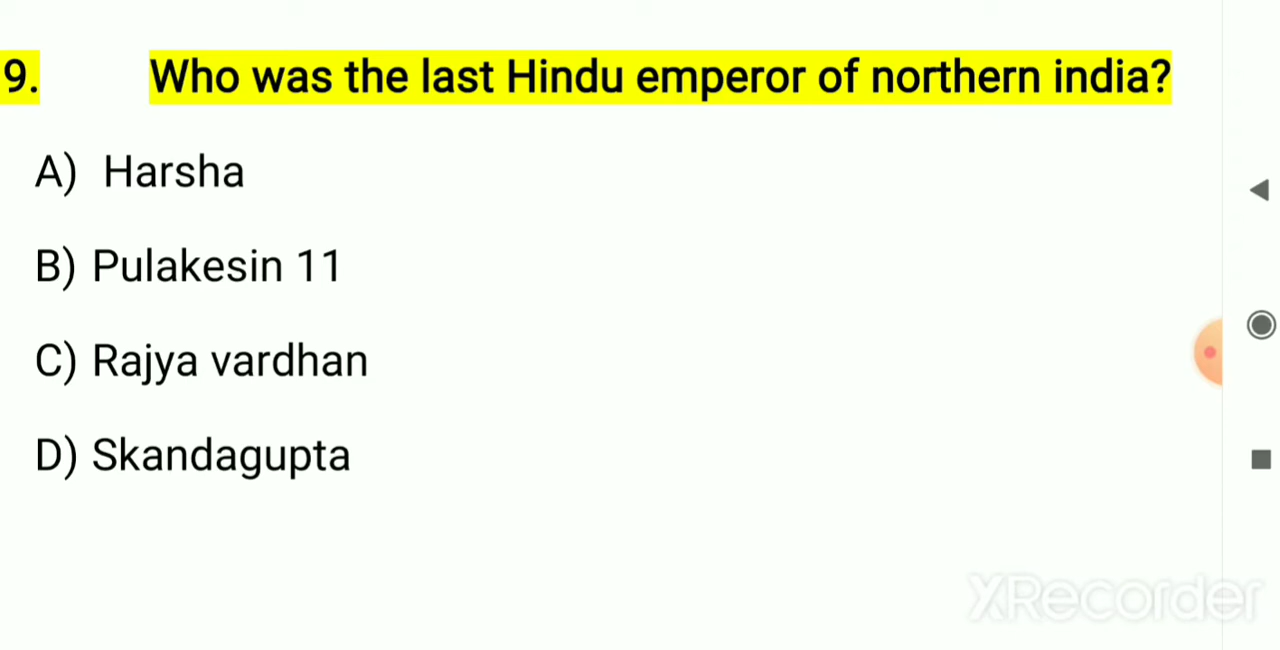 9. Who was the last Hindu emperor of northern india?
A) Harsha
B) Pulakesin 11
C) Rajya vardhan
D) Skandagupta
XRecorder